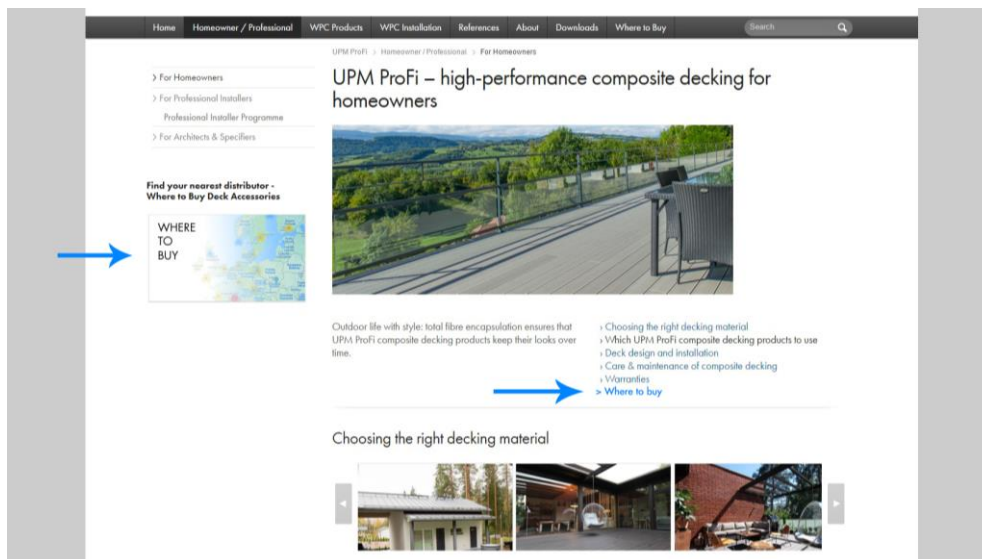 Home Homeowner / Professional WPC Products WPC Installation References About Downloads Where to Buy Search
UPM ProFi > Homeowner / Professional > For Homeowners
> For Homeowners
> For Professional Installers
Professional Installer Programme
> For Architects & Specifiers
Find your nearest distributor -
Where to Buy Deck Accessories
WHERE
TO
BUY
UPM ProFi – high-performance composite decking for
homeowners
Outdoor life with style: total fibre encapsulation ensures that
UPM ProFi composite decking products keep their looks over
time.
› Choosing the right decking material
› Which UPM ProFi composite decking products to use
› Deck design and installation
› Care & maintenance of composite decking
› Warranties
> Where to buy
Choosing the right decking material